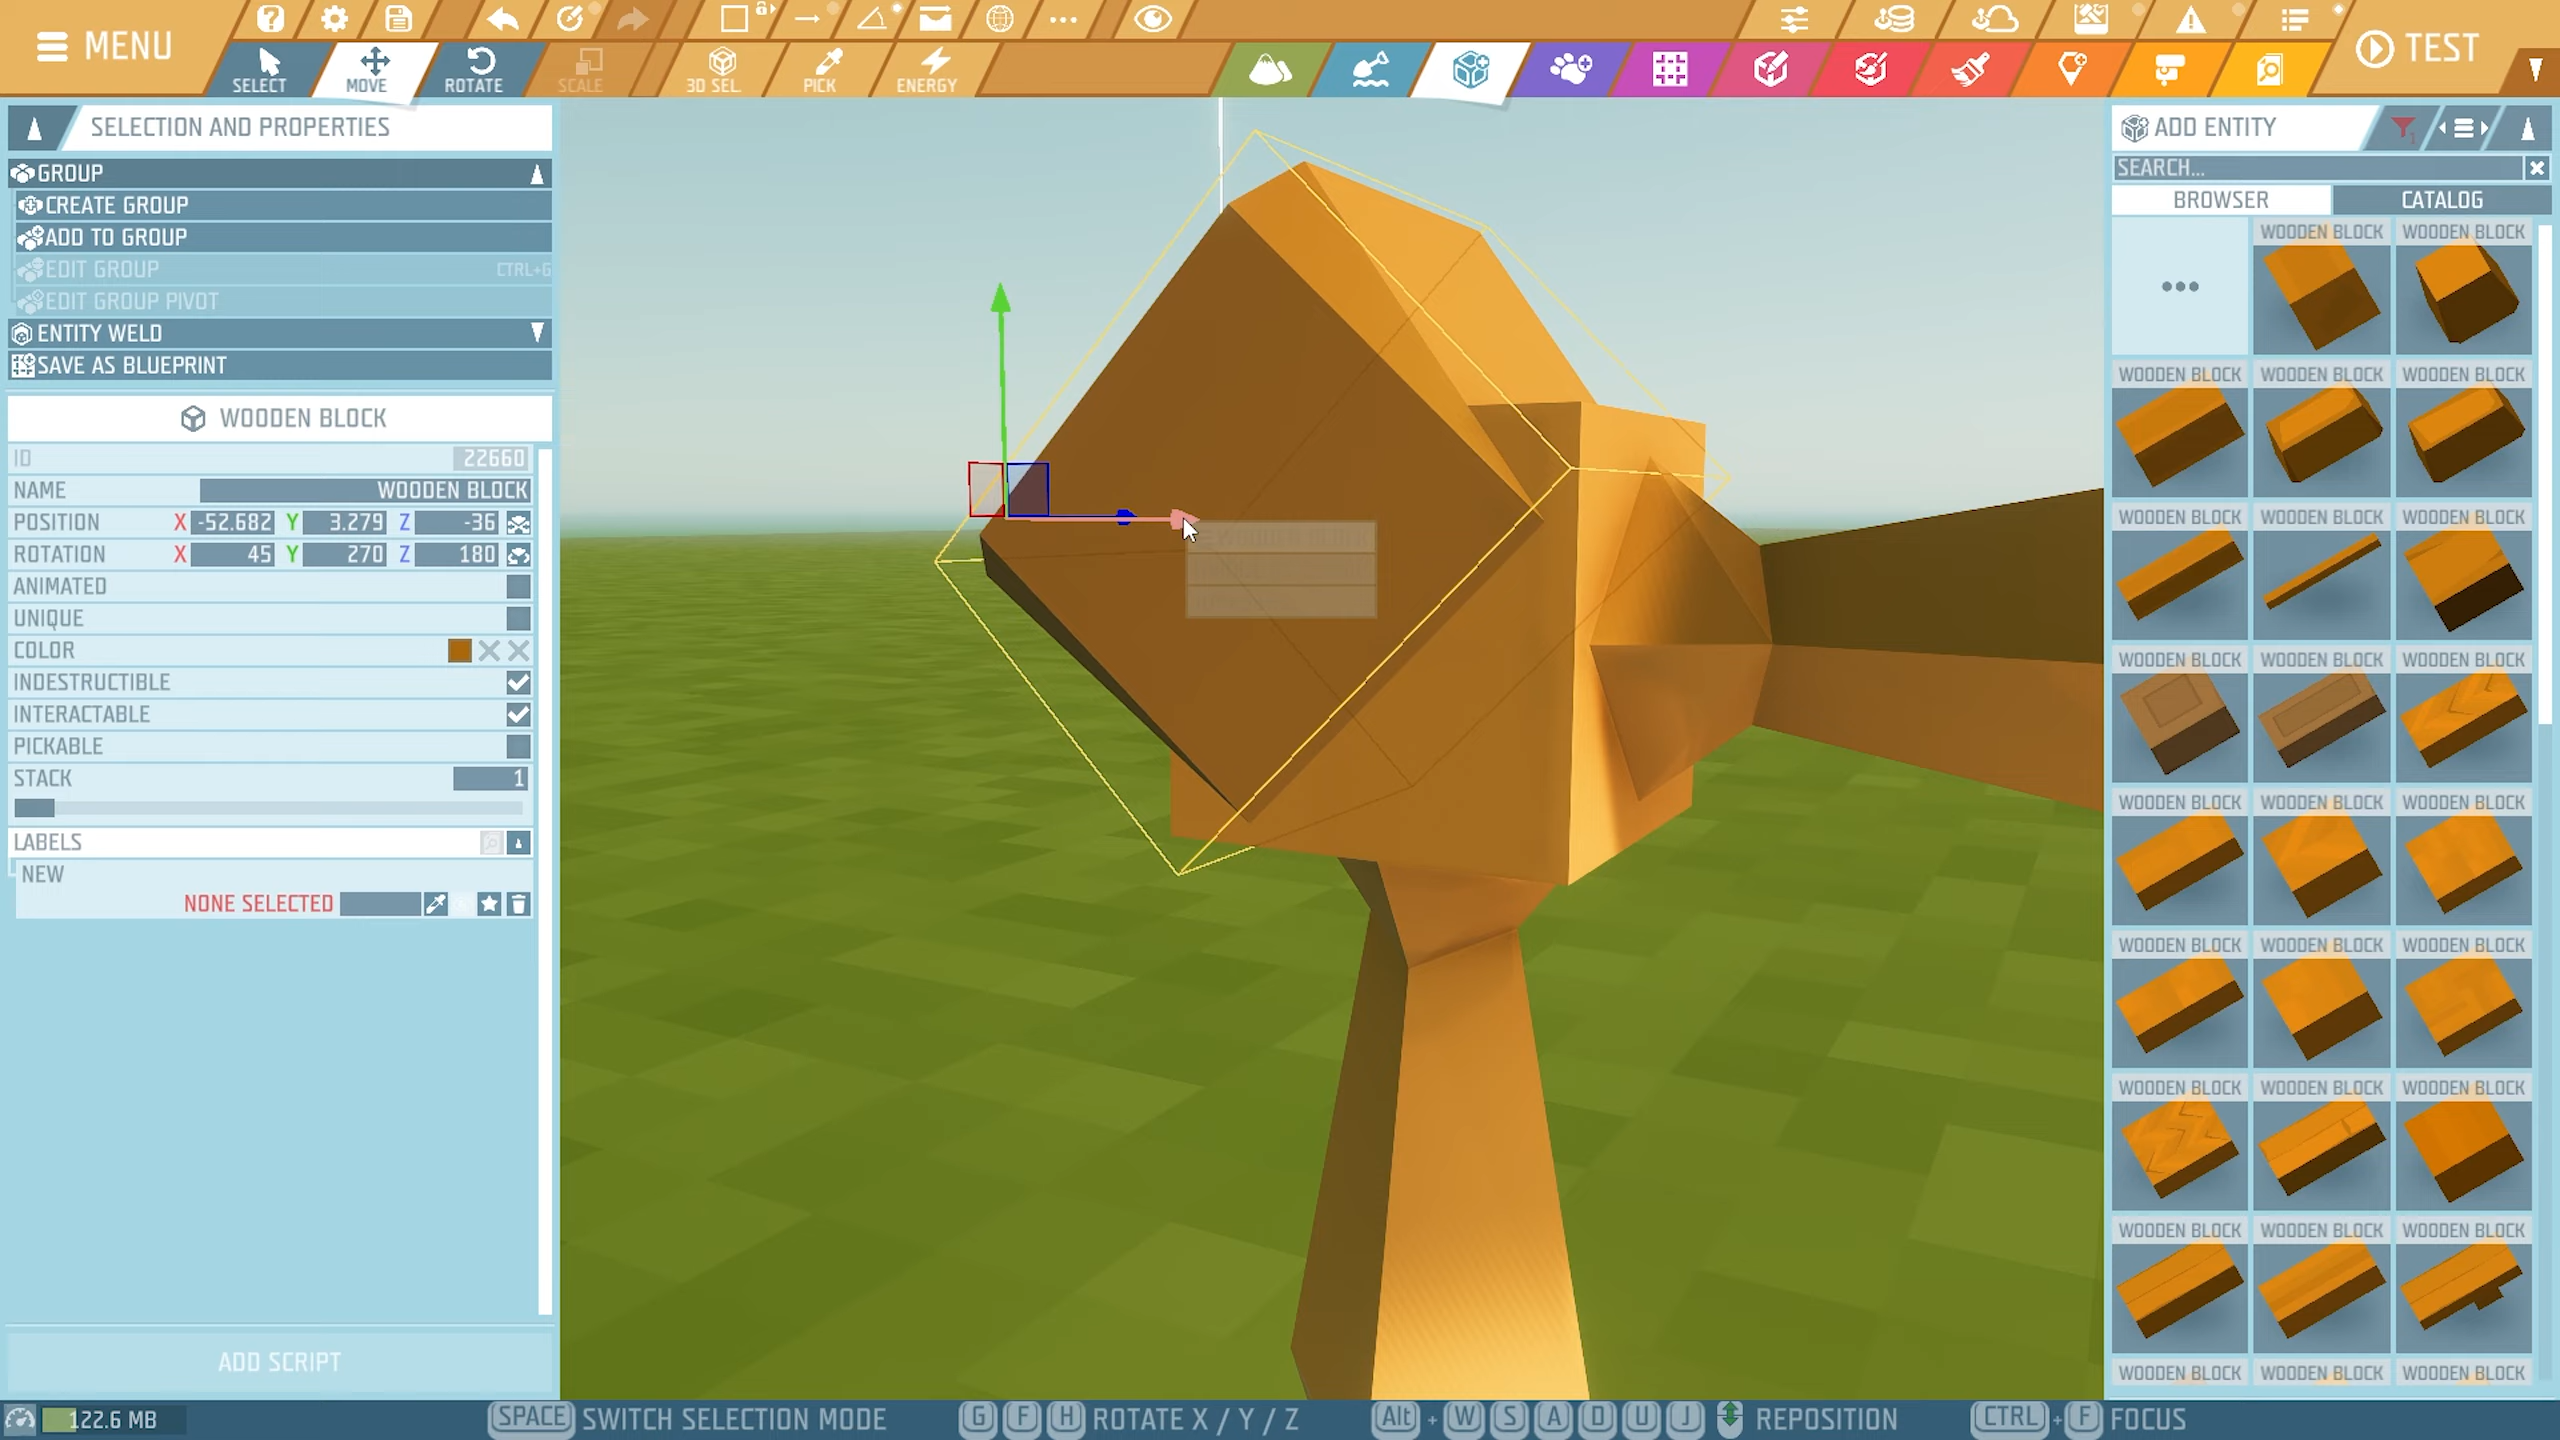 MENU
SELECT
MOVE
ROTATE
SCALE
3D SEL.
PICK
ENERGY
TEST
SELECTION AND PROPERTIES
GROUP
CREATE GROUP
ADD TO GROUP
EDIT GROUP CTRL+G
EDIT GROUP PIVOT
ENTITY WELD
SAVE AS BLUEPRINT
WOODEN BLOCK
ID 22660
NAME WOODEN BLOCK
POSITION X -52.682 Y 3.279 Z -36
ROTATION X 45 Y 270 Z 180
ANIMATED
UNIQUE
COLOR
INDESTRUCTIBLE
INTERACTABLE
PICKABLE
STACK 1
LABELS
NEW
NONE SELECTED
ADD SCRIPT
ADD ENTITY
1
SEARCH...
BROWSER CATALOG
WOODEN BLOCK WOODEN BLOCK
WOODEN BLOCK WOODEN BLOCK WOODEN BLOCK
WOODEN BLOCK WOODEN BLOCK WOODEN BLOCK
WOODEN BLOCK WOODEN BLOCK WOODEN BLOCK
WOODEN BLOCK WOODEN BLOCK WOODEN BLOCK
WOODEN BLOCK WOODEN BLOCK WOODEN BLOCK
WOODEN BLOCK WOODEN BLOCK WOODEN BLOCK
WOODEN BLOCK WOODEN BLOCK WOODEN BLOCK
WOODEN BLOCK WOODEN BLOCK WOODEN BLOCK
122.6 MB
SPACE SWITCH SELECTION MODE
G F H ROTATE X / Y / Z
Alt + W S A D U J REPOSITION
CTRL + F FOCUS